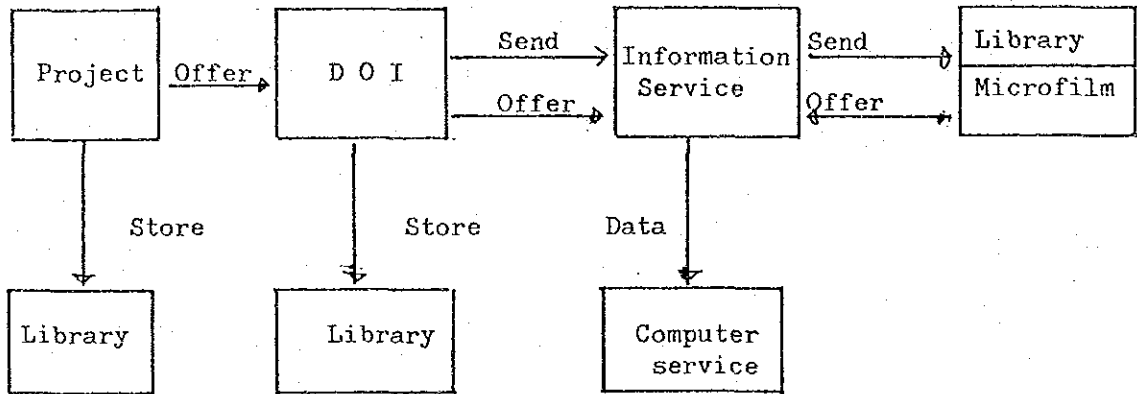 Project
Offer
D O I
Send
Offer
Information
Service
Send
Offer
Library
Microfilm
Store
Store
Data
Library
Library
Computer
service